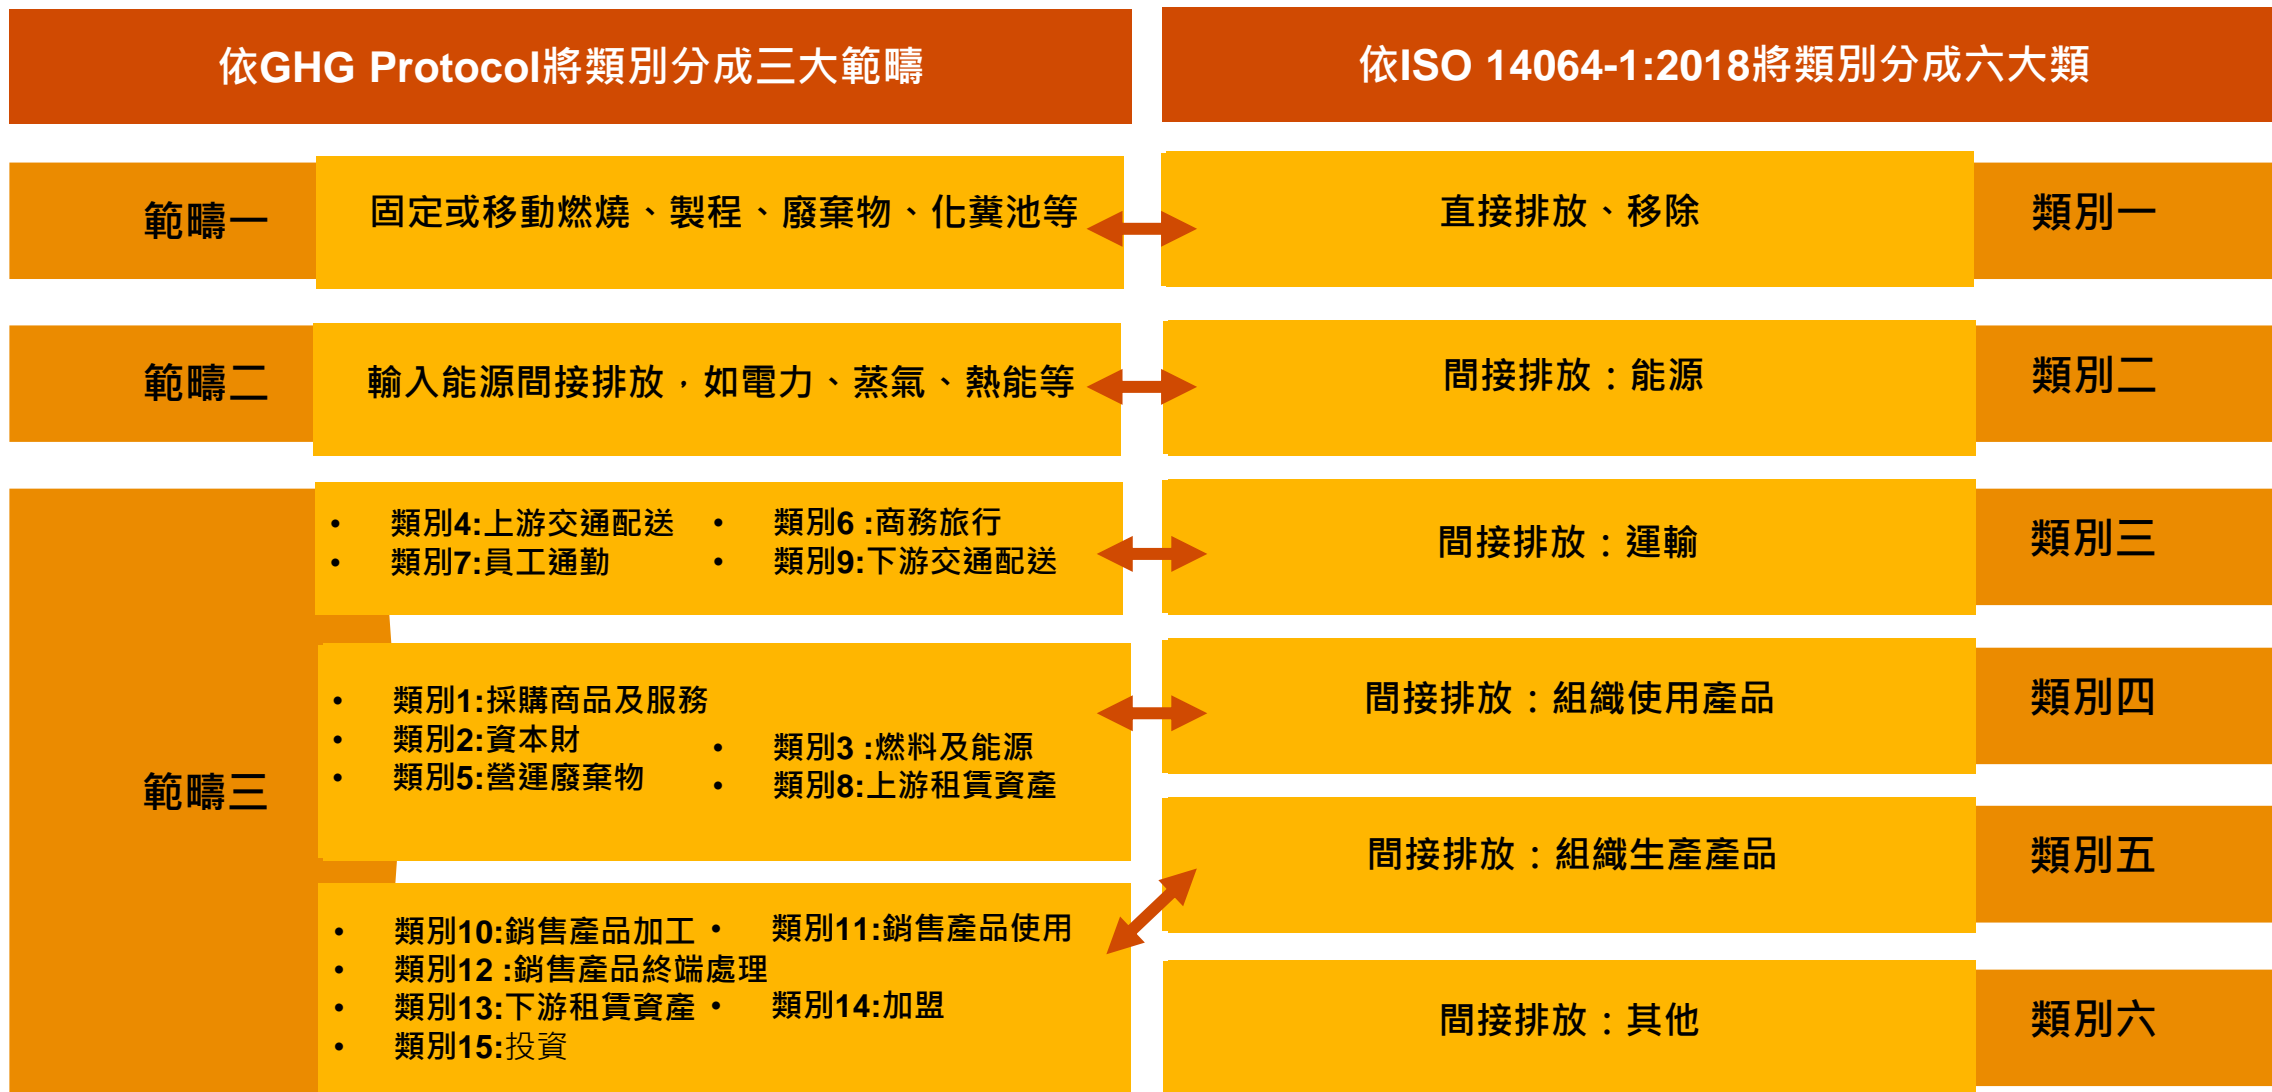 依GHG Protocol將類別分成三大範疇
依ISO 14064-1:2018將類別分成六大類
範疇一
固定或移動燃燒、製程、廢棄物、化糞池等
直接排放、移除
類別一
範疇二
輸入能源間接排放，如電力、蒸氣、熱能等
間接排放：能源
類別二
範疇三
• 類別4:上游交通配送
• 類別7:員工通勤
• 類別6 :商務旅行
• 類別9:下游交通配送
間接排放：運輸
類別三
• 類別1:採購商品及服務
• 類別2:資本財
• 類別5:營運廢棄物
• 類別3 :燃料及能源
• 類別8:上游租賃資產
間接排放：組織使用產品
類別四
• 類別10:銷售產品加工
• 類別12 :銷售產品終端處理
• 類別13:下游租賃資產
• 類別15:投資
• 類別11:銷售產品使用
• 類別14:加盟
間接排放：組織生產產品
類別五
間接排放：其他
類別六